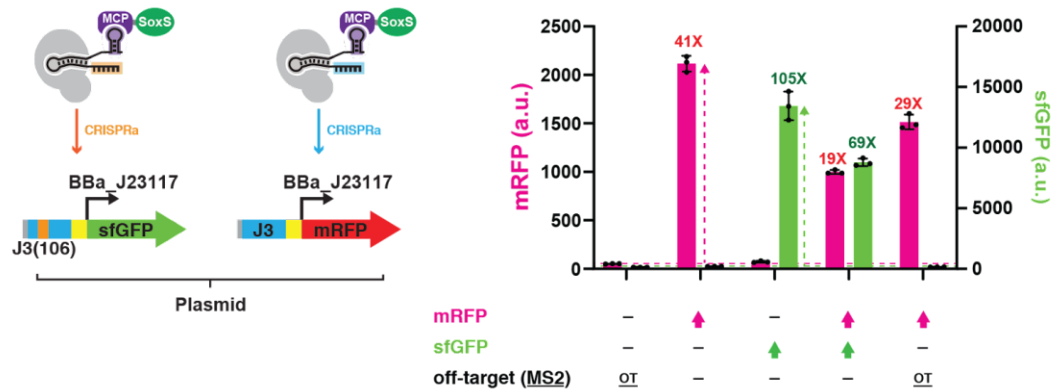 MCP SoxS MCP SoxS
CRISPRa CRISPRa
BBa_J23117 BBa_J23117
sfGFP J3 mRFP
J3(106)
Plasmid
mRFP (a.u.)
2500
2000
1500
1000
500
0
41X
105X
19X
69X
29X
20000
15000
10000
5000
0
sfGFP (a.u.)
mRFP – – –
sfGFP – – –
off-target (MS2) OT – – – OT